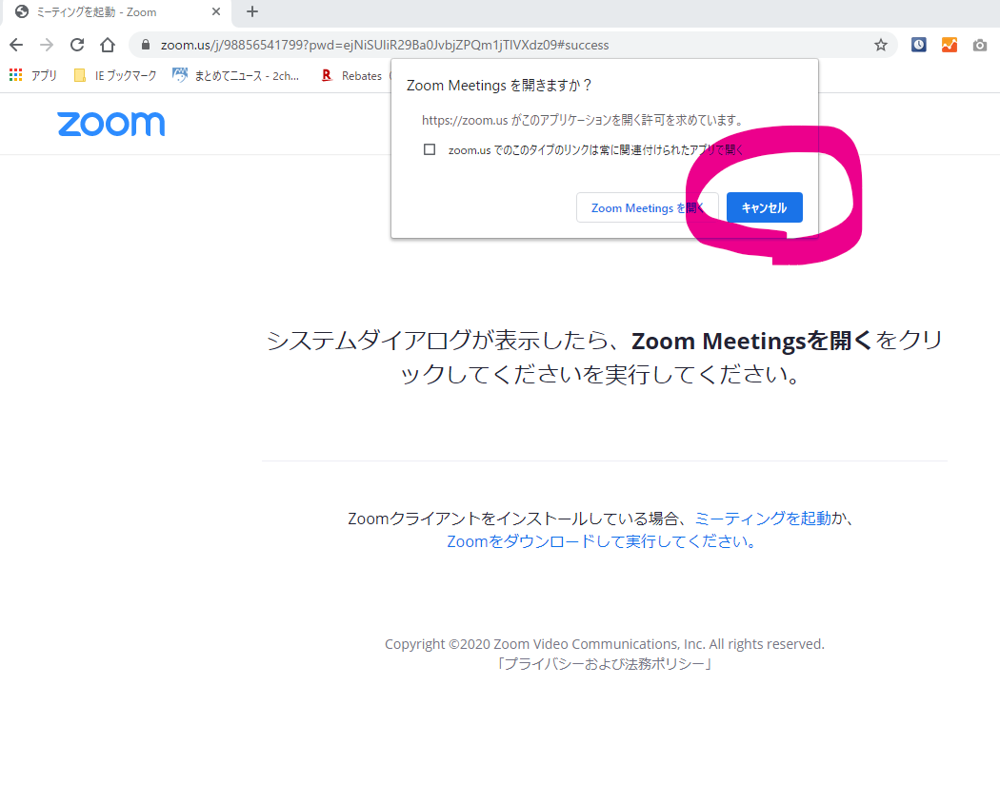 ミーティングを起動 - Zoom
zoom.us/j/98856541799?pwd=ejNiSUliR29Ba0JvbjZPQm1jTlVXdz09#success
アプリ IE ブックマーク まとめてニュース - 2ch... R Rebates
Zoom Meetings を開きますか？
https://zoom.us がこのアプリケーションを開く許可を求めています。
zoom.us でのこのタイプのリンクは常に関連付けられたアプリで開く
Zoom Meetings を開く キャンセル
zoom
システムダイアログが表示したら、Zoom Meetingsを開くをクリ
ックしてくださいを実行してください。
Zoomクライアントをインストールしている場合、ミーティングを起動か、
Zoomをダウンロードして実行してください。
Copyright ©2020 Zoom Video Communications, Inc. All rights reserved.
「プライバシーおよび法務ポリシー」